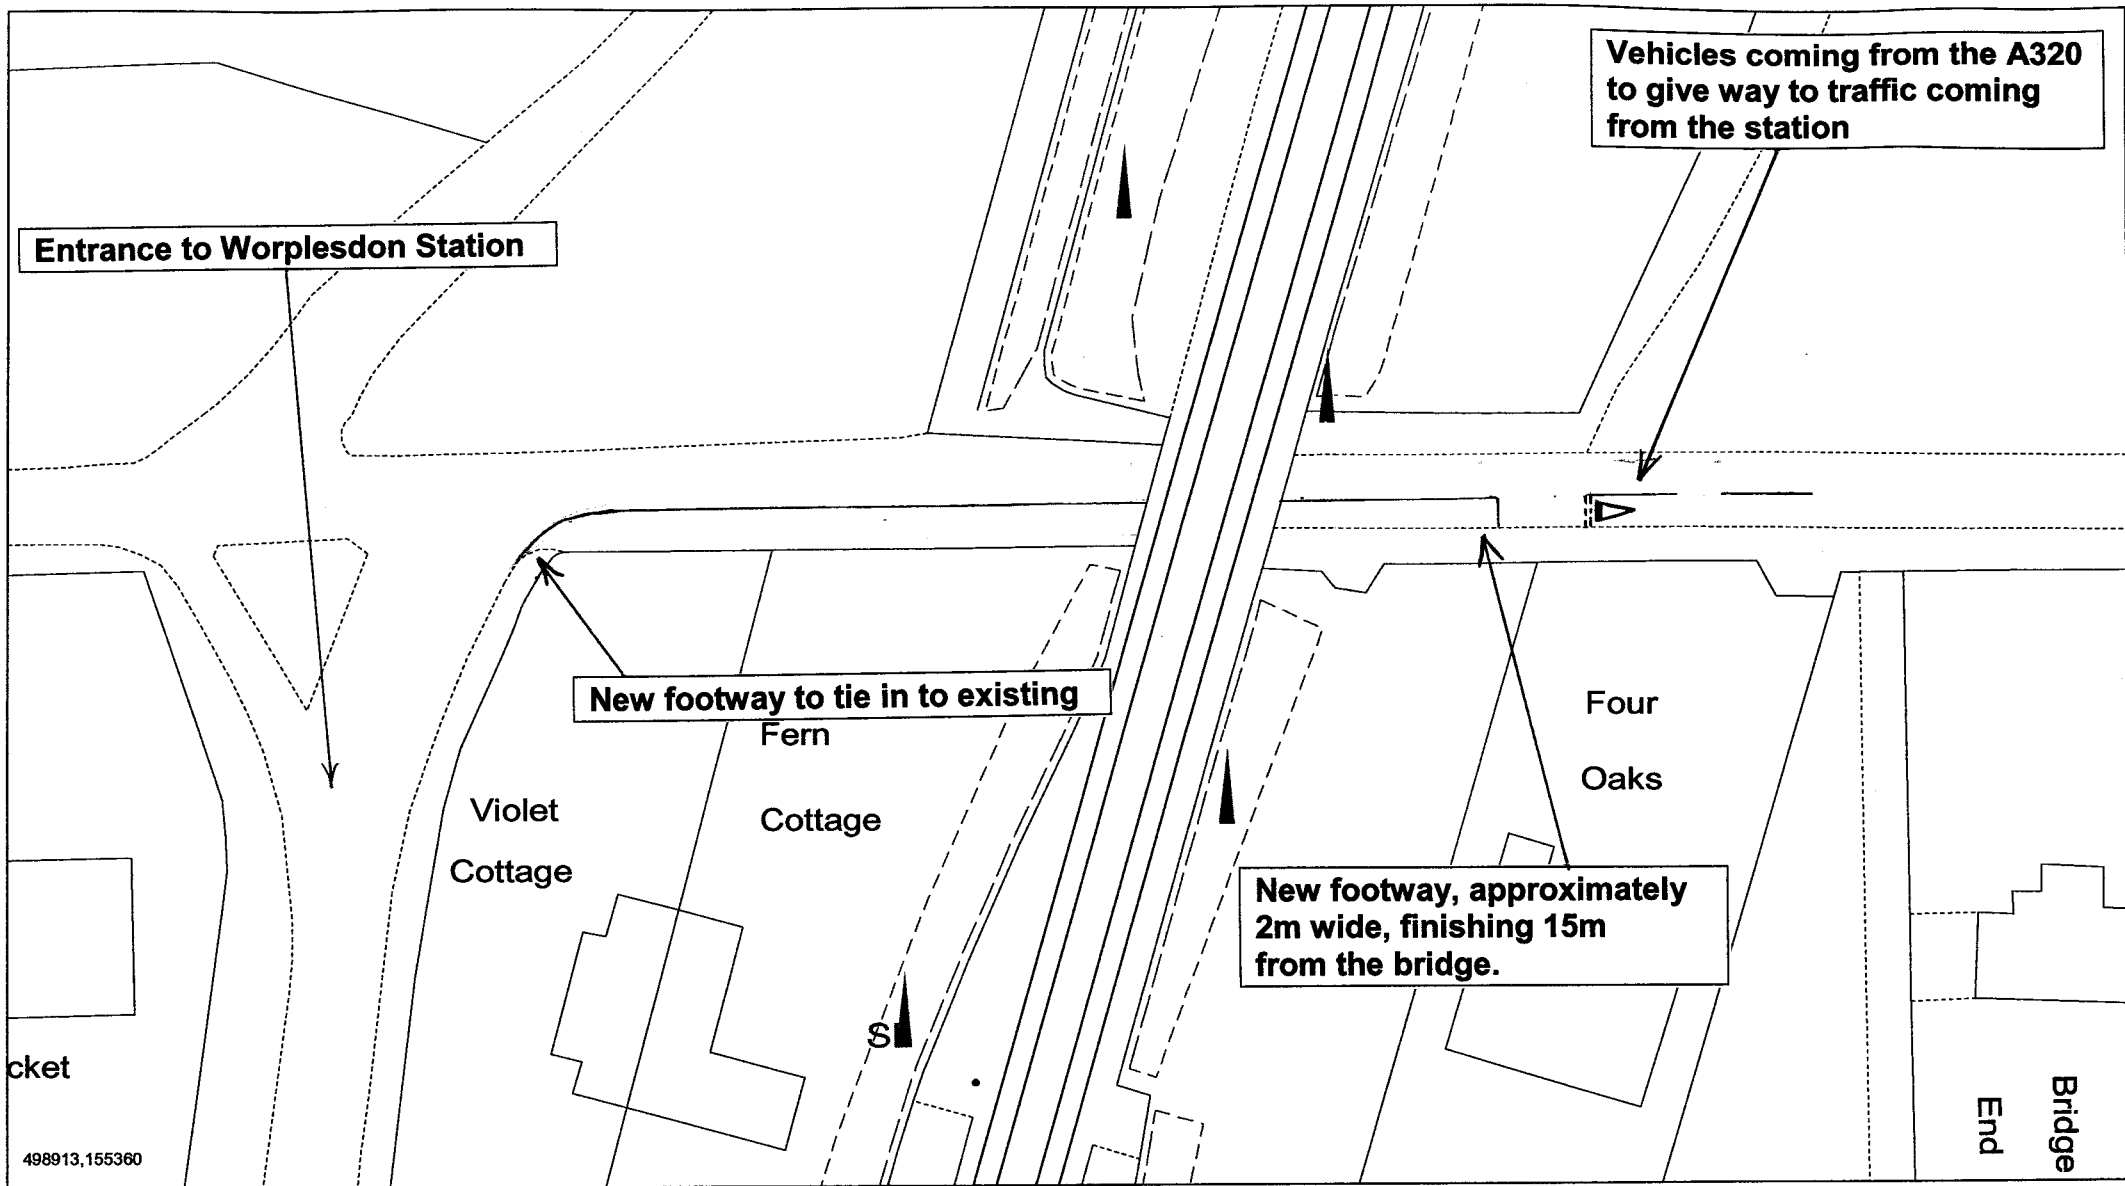 Vehicles coming from the A320
to give way to traffic coming
from the station
Entrance to Worplesdon Station
New footway to tie in to existing
Fern
Cottage
Violet
Cottage
Four
Oaks
New footway, approximately
2m wide, finishing 15m
from the bridge.
cket
Bridge
End
498913,155360